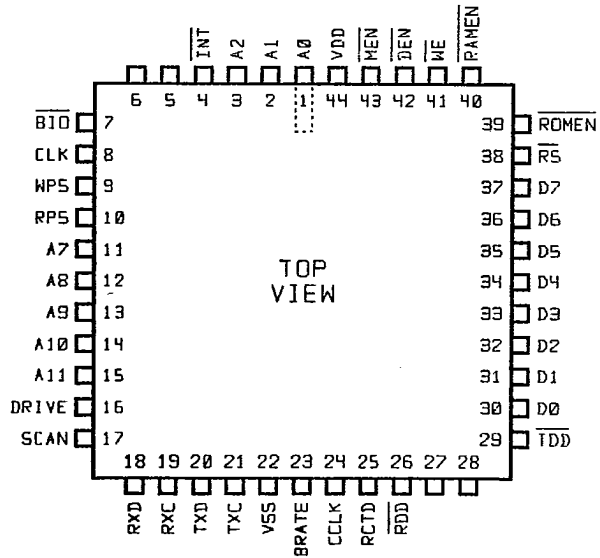 INT A2 A1 A0 VDD MEN DEN WE RAMEN
6 5 4 3 2 1 44 43 42 41 40
BIO 7
CLK 8
WPS 9
RPS 10
A7 11
A8 12
A9 13
A10 14
A11 15
DRIVE 16
SCAN 17
TOP
VIEW
39 ROMEN
38 RS
37 D7
36 D6
35 D5
34 D4
33 D3
32 D2
31 D1
30 D0
29 TDD
18 19 20 21 22 23 24 25 26 27 28
RXD RXC TXD TXC VSS BRATE CCLK RCTD RDD